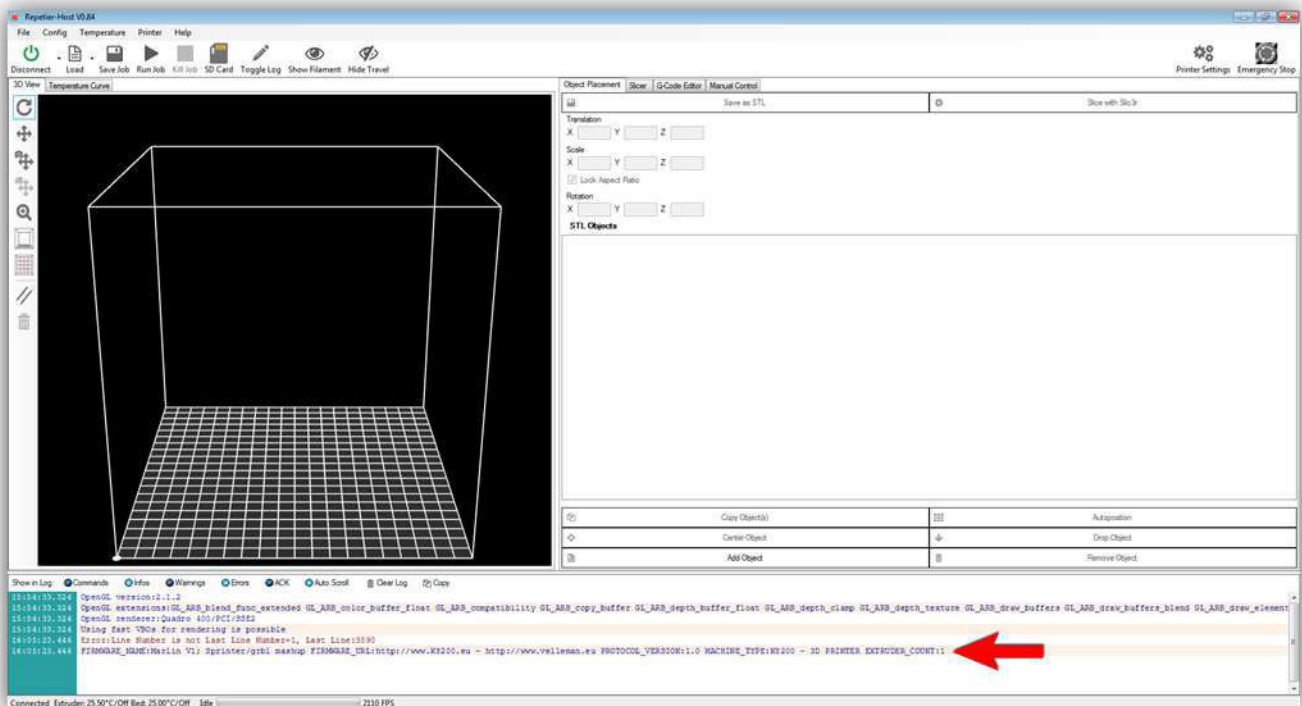 Repetier-Host V0.84
File Config Temperature Printer Help
Disconnect Load Save Job Run Job Kill Job SD Card Toggle Log Show Filament Hide Travel Printer Settings Emergency Stop
3D View Temperature Curve
Object Placement Slicer G-Code Editor Manual Control
Save as STL Slice with Slic3r
Translation
X Y Z
Scale
X Y Z
Lock Aspect Ratio
Rotation
X Y Z
STL Objects
Copy Object(s) Autoposition
Center Object Drop Object
Add Object Remove Object
Show in Log: Commands Infos Warnings Errors ACK Auto Scroll Clear Log Copy
15:54:33.324 OpenGL version:2.1.2
15:54:33.324 OpenGL extensions:GL_ARB_blend_func_extended GL_ARB_color_buffer_float GL_ARB_compatibility GL_ARB_copy_buffer GL_ARB_depth_buffer_float GL_ARB_depth_clamp GL_ARB_depth_texture GL_ARB_draw_buffers GL_ARB_draw_buffers_blend GL_ARB_draw_element
15:54:33.324 OpenGL renderer:Quadro 400/PCI/SSE2
15:54:33.324 Using fast VBOs for rendering is possible
16:05:23.446 Error:Line Number is not Last Line Number+1, Last Line:
16:05:23.468 FIRMWARE_NAME:Marlin V1; Sprinter/grbl mashup FIRMWARE_URL:http://www.K8200.eu - http://www.velleman.eu PROTOCOL_VERSION:1.0 MACHINE_TYPE:K8200 - 3D PRINTER EXTRUDER_COUNT:1
Connected Extruder: 25.50°C/Off Bed: 25.00°C/Off Idle 2110 FPS